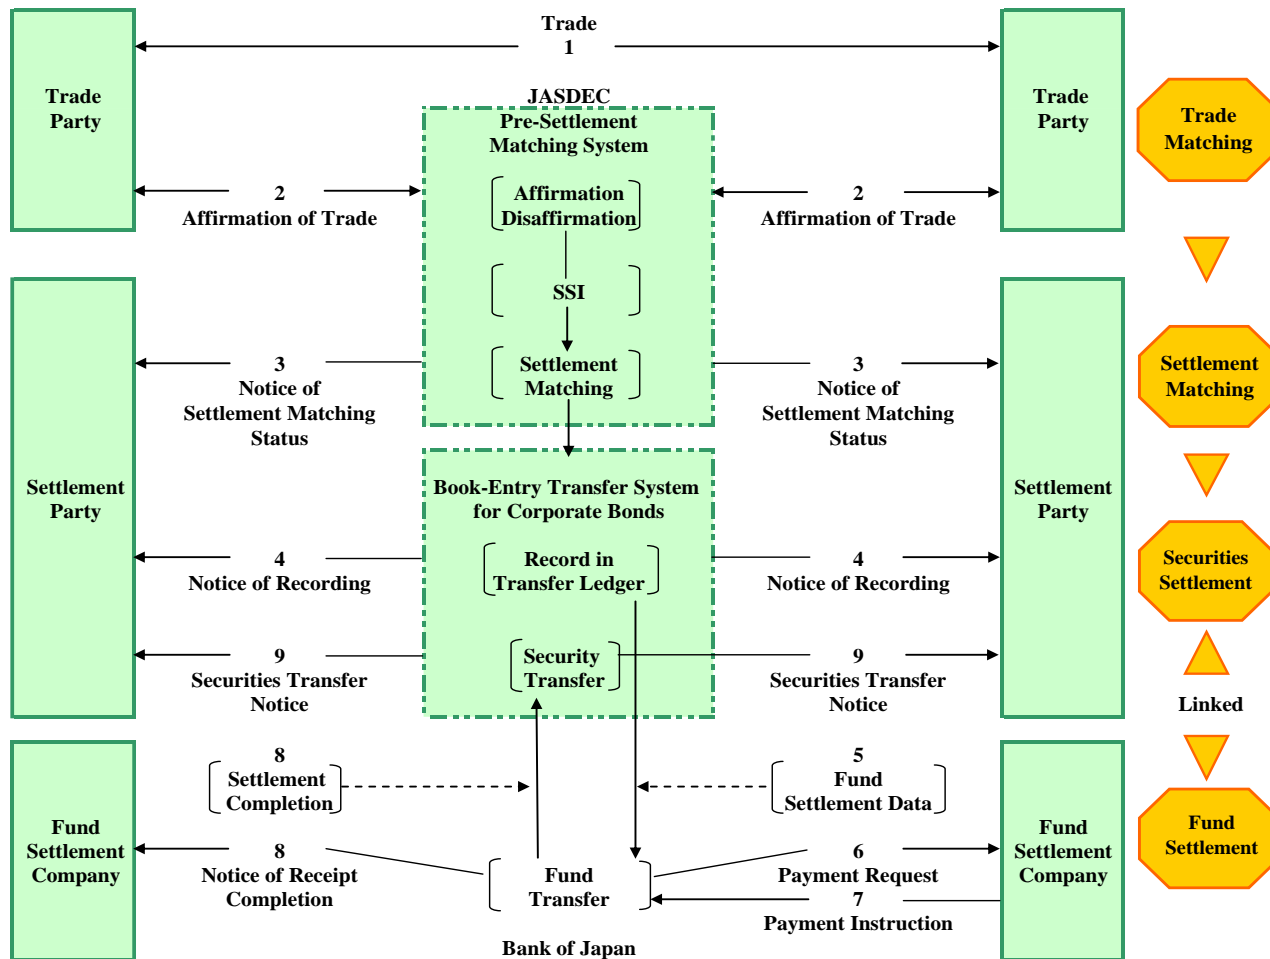 Trade
1
Trade
Party
JASDEC
Pre-Settlement
Matching System
Trade
Party
Trade
Matching
Affirmation
Disaffirmation
2
Affirmation of Trade
2
Affirmation of Trade
SSI
Settlement
Matching
3
Notice of
Settlement Matching
Status
3
Notice of
Settlement Matching
Status
Settlement
Matching
Settlement
Party
Book-Entry Transfer System
for Corporate Bonds
Settlement
Party
Record in
Transfer Ledger
4
Notice of Recording
4
Notice of Recording
Securities
Settlement
Security
Transfer
9
Securities Transfer
Notice
9
Securities Transfer
Notice
Linked
8
Settlement
Completion
5
Fund
Settlement Data
Fund
Settlement
Company
8
Notice of Receipt
Completion
Fund
Transfer
6
Payment Request
7
Payment Instruction
Fund
Settlement
Company
Fund
Settlement
Bank of Japan